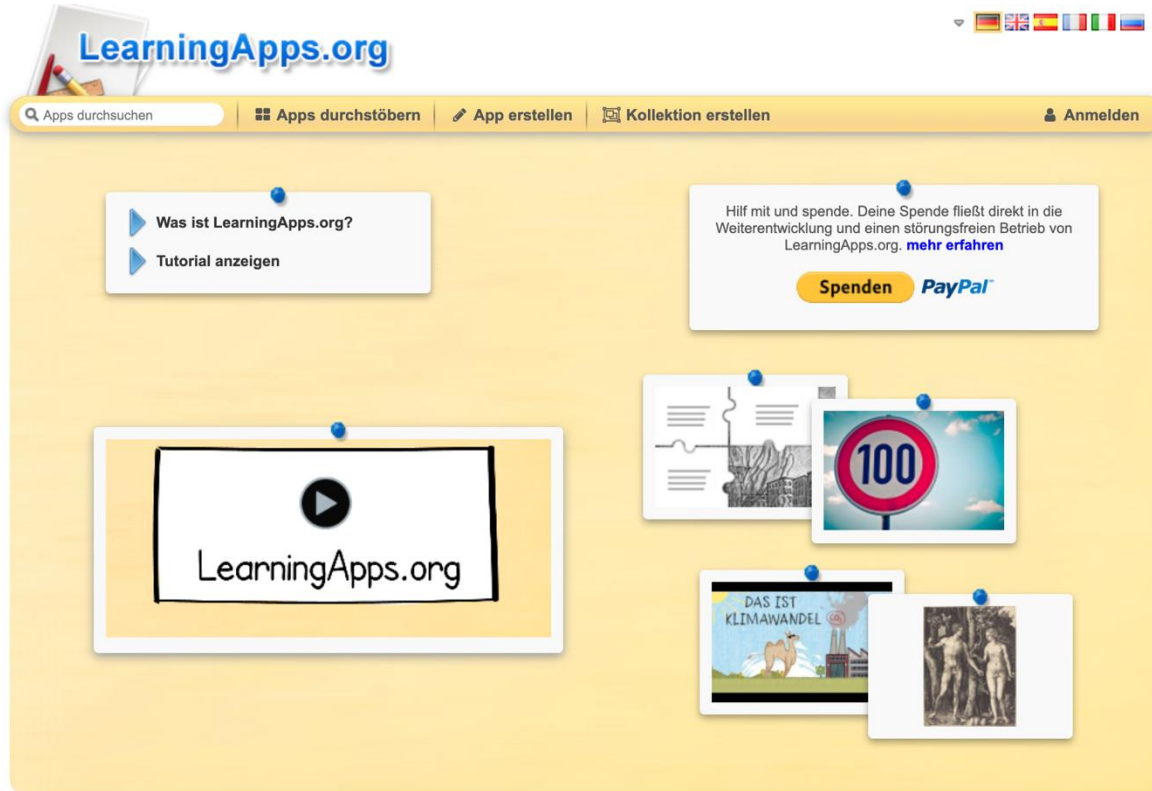 LearningApps.org
Apps durchsuchen
Apps durchstöbern
App erstellen
Kollektion erstellen
Anmelden
Was ist LearningApps.org?
Tutorial anzeigen
Hilf mit und spende. Deine Spende fließt direkt in die
Weiterentwicklung und einen störungsfreien Betrieb von
LearningApps.org. mehr erfahren
Spenden PayPal™
LearningApps.org
100
DAS IST
KLIMAWANDEL
CO₂